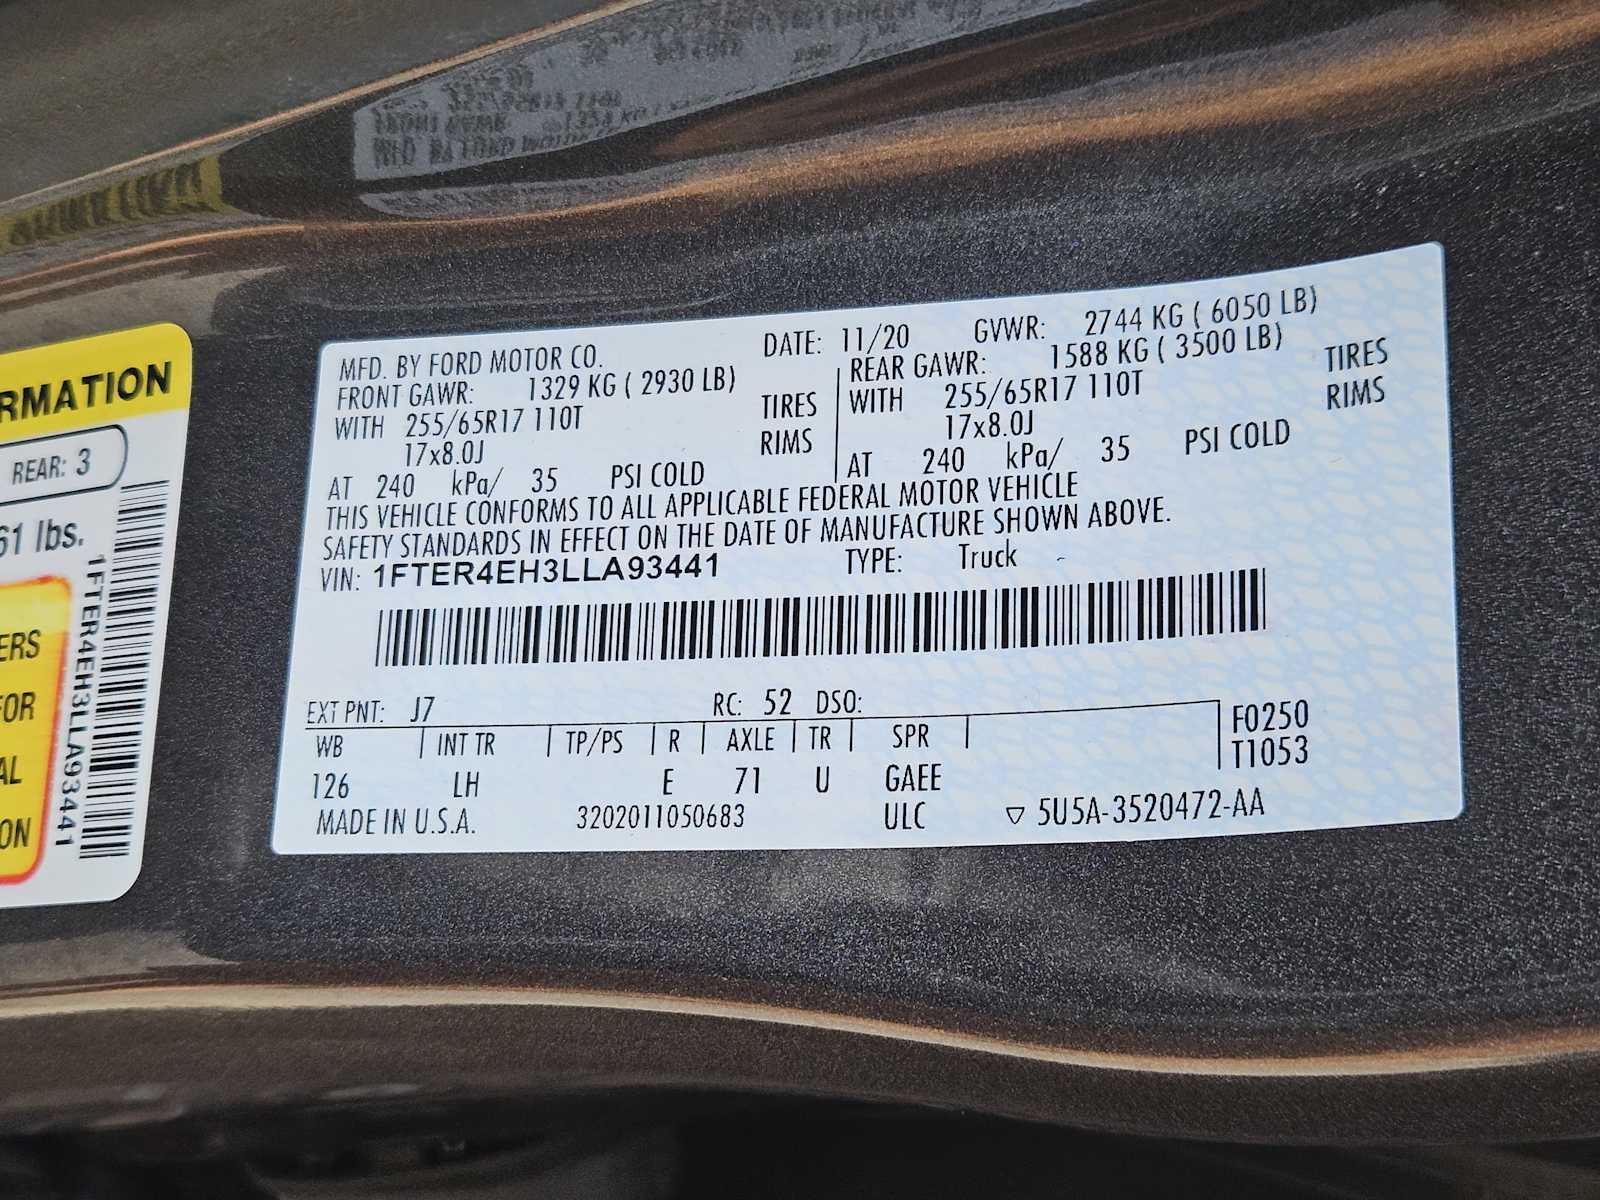 MFD. BY FORD MOTOR CO. DATE: 11/20 GVWR: 2744 KG ( 6050 LB)
FRONT GAWR: 1329 KG ( 2930 LB) REAR GAWR: 1588 KG ( 3500 LB)
WITH 255/65R17 110T TIRES WITH 255/65R17 110T TIRES
17x8.0J RIMS 17x8.0J RIMS
AT 240 kPa/ 35 PSI COLD AT 240 kPa/ 35 PSI COLD
THIS VEHICLE CONFORMS TO ALL APPLICABLE FEDERAL MOTOR VEHICLE
SAFETY STANDARDS IN EFFECT ON THE DATE OF MANUFACTURE SHOWN ABOVE.
VIN: 1FTER4EH3LLA93441 TYPE: Truck
EXT PNT: J7 RC: 52 DSO:
WB INT TR TP/PS R AXLE TR SPR F0250
126 LH E 71 U GAEE T1053
MADE IN U.S.A. 3202011050683 ULC ▽ 5U5A-3520472-AA
RMATION
REAR: 3
61 lbs.
ERS
FOR
AL
ON
1FTER4EH3LLA93441